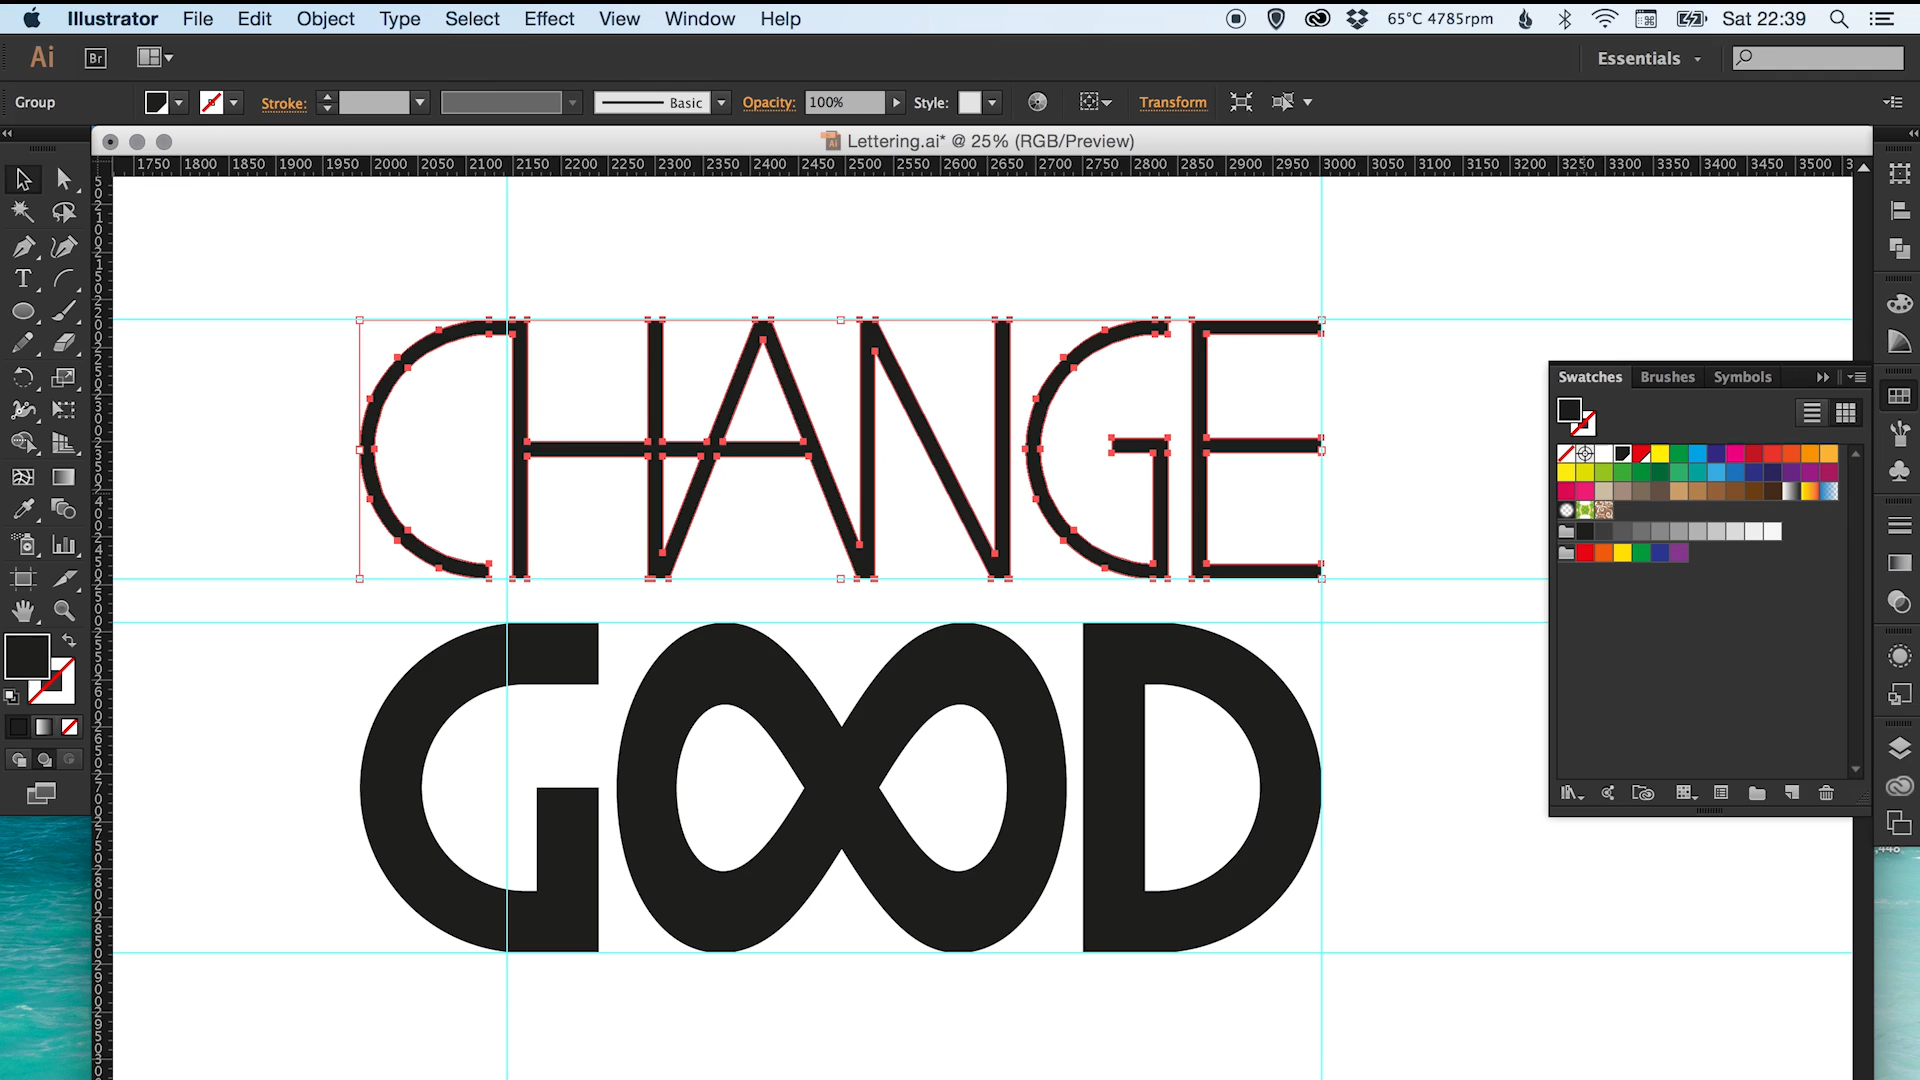 Illustrator File Edit Object Type Select Effect View Window Help 65°C 4785rpm Sat 22:39
Ai Br Essentials
Group Stroke: Basic Opacity: 100% Style: Transform
Lettering.ai* @ 25% (RGB/Preview)
1750 1800 1850 1900 1950 2000 2050 2100 2150 2200 2250 2300 2350 2400 2450 2500 2550 2600 2650 2700 2750 2800 2850 2900 2950 3000 3050 3100 3150 3200 3250 3300 3350 3400 3450 3500
CHANGE
Swatches Brushes Symbols
GOOD